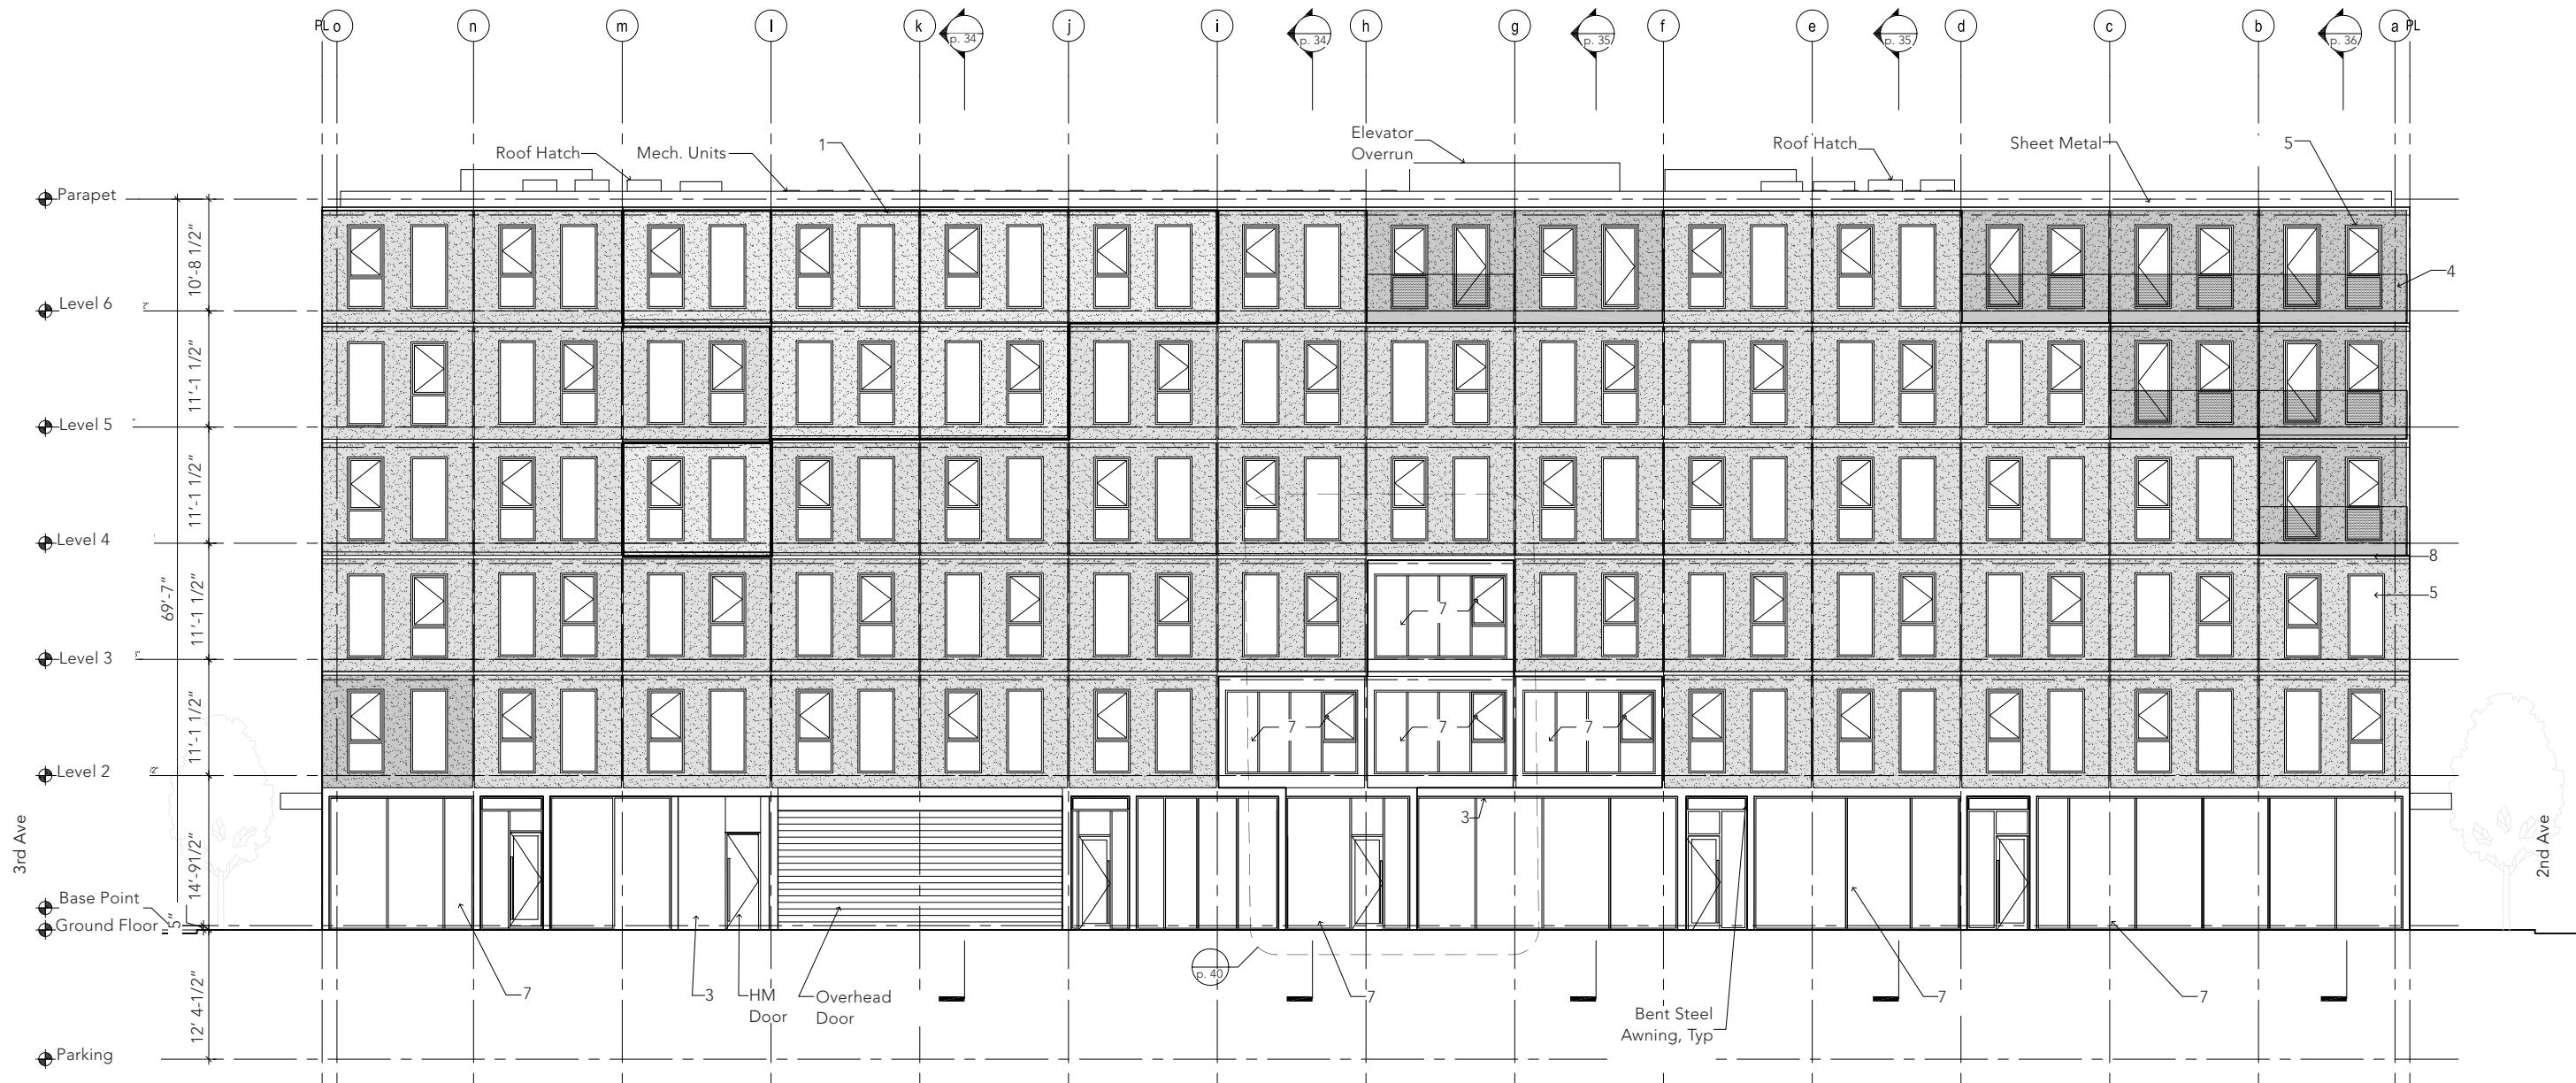 PL o n m l k p. 34 j i p. 34 h g p. 35 f e p. 35 d c b p. 36 a PL
Elevator
Overrun
Roof Hatch
Mech. Units
1
Roof Hatch
Sheet Metal
5
Parapet
10'-8 1/2"
4
Level 6
11'-1 1/2"
Level 5
11'-1 1/2"
Level 4
8
5
69'-7"
11'-1 1/2"
7
Level 3
11'-1 1/2"
7
7
7
Level 2
3
3rd Ave
2nd Ave
14'-91/2"
Base Point
Ground Floor
5"
p. 40
12' 4-1/2"
7
3
HM
Door
Overhead
Door
7
Bent Steel
Awning, Typ
7
7
Parking